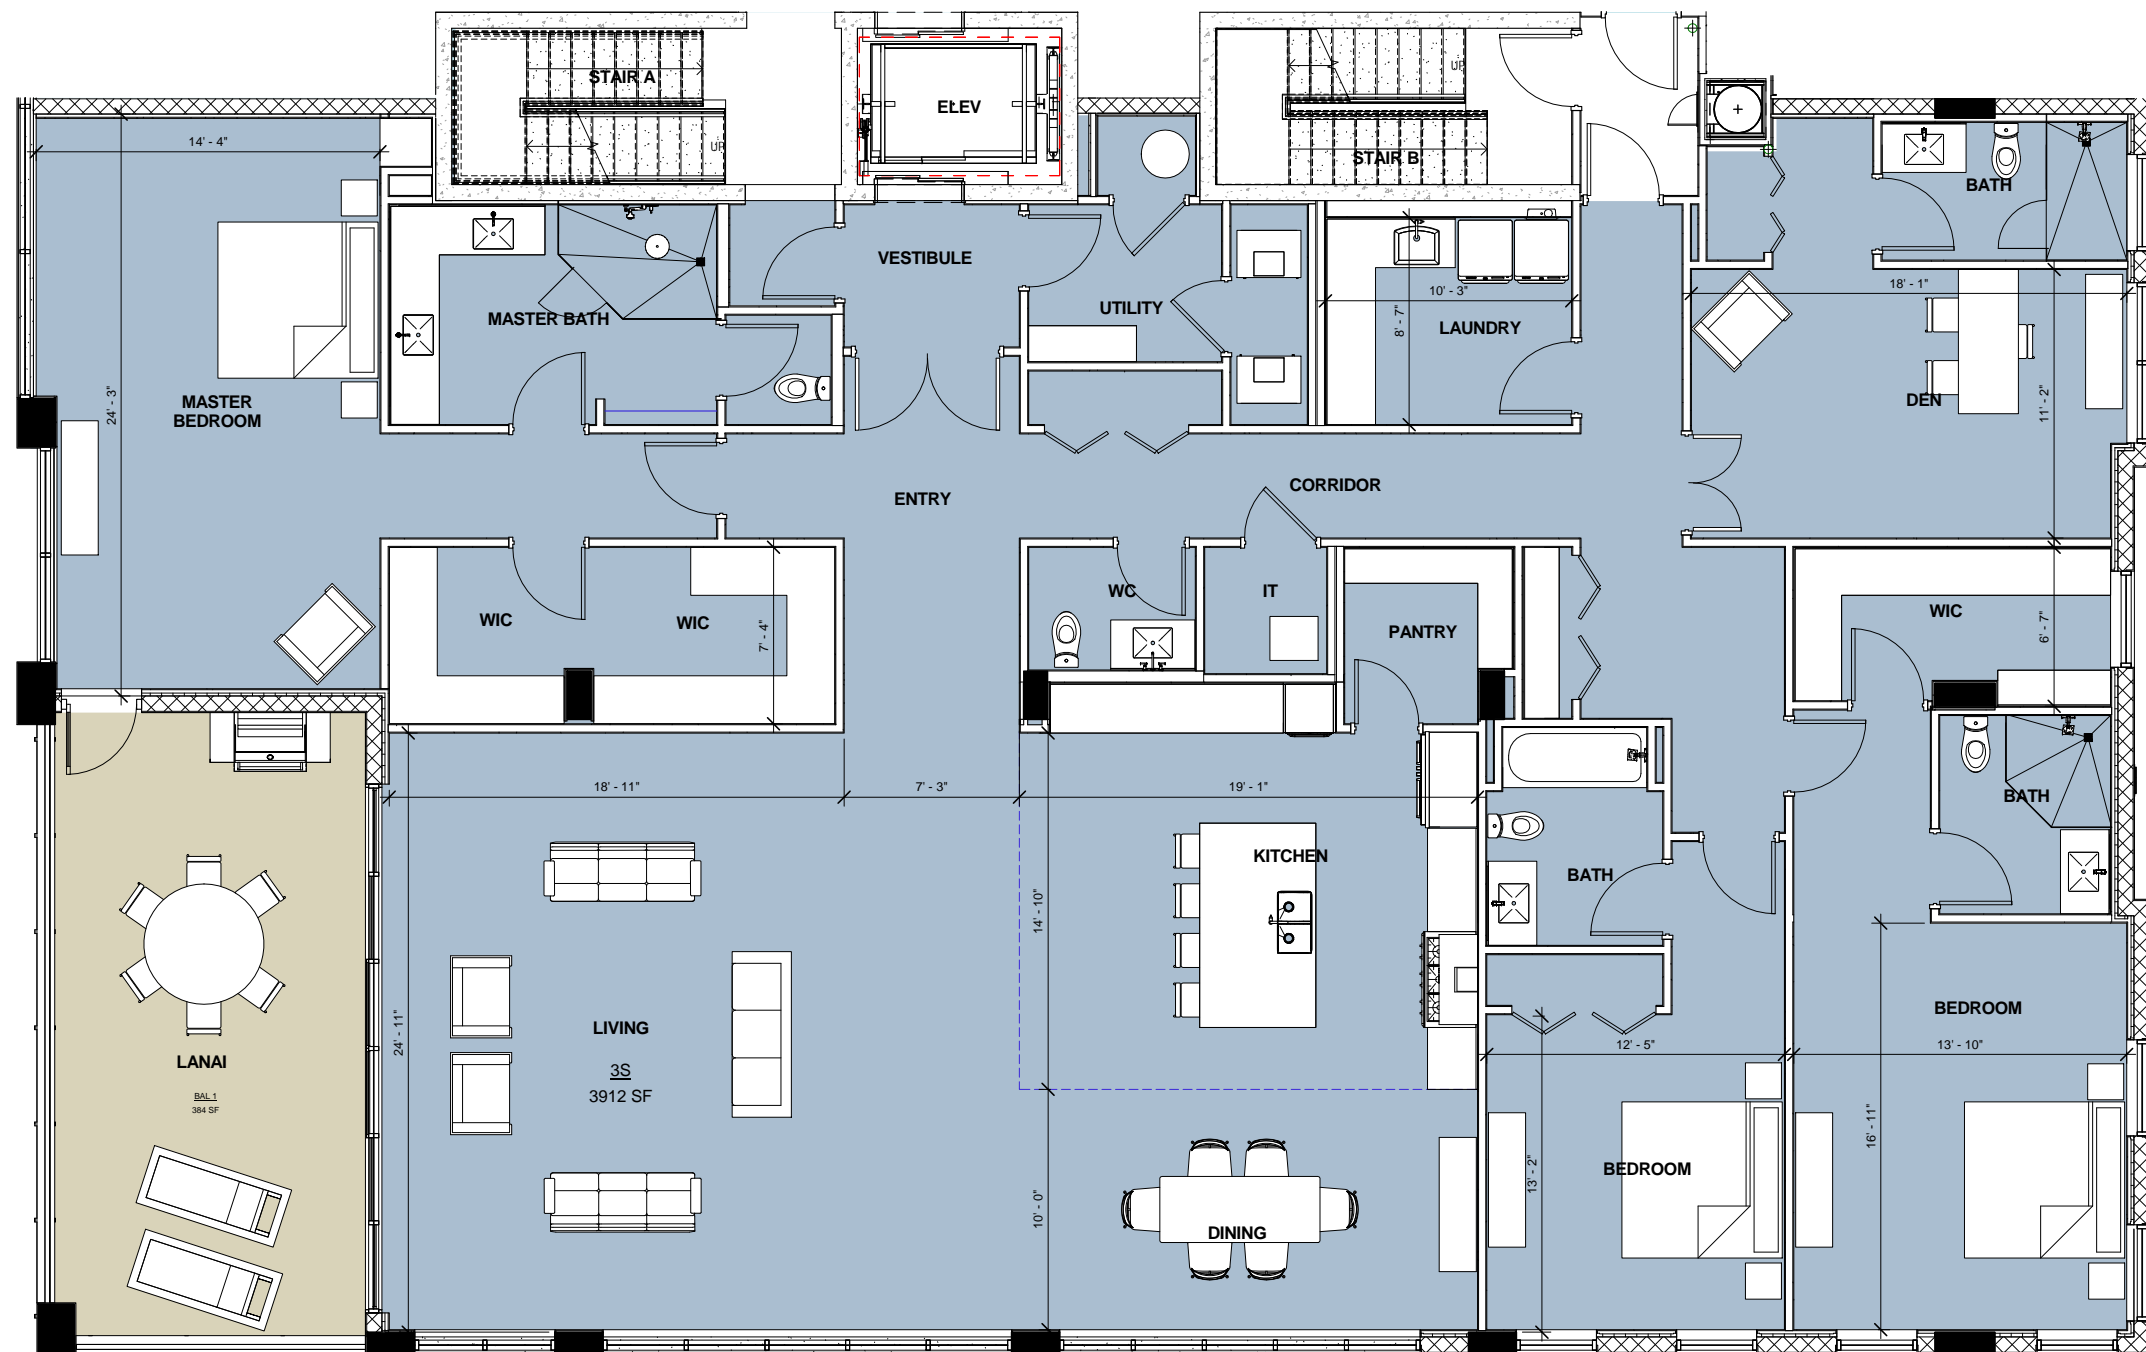 STAIR A
UP
ELEV
UP
STAIR B
14' - 4"
BATH
VESTIBULE
MASTER BATH
UTILITY
10' - 3"
8' - 7"
LAUNDRY
18' - 1"
24' - 3"
MASTER
BEDROOM
DEN
11' - 2"
ENTRY
CORRIDOR
WIC
WIC
7' - 4"
WC
IT
PANTRY
WIC
6' - 7"
18' - 11"
7' - 3"
19' - 1"
BATH
KITCHEN
BATH
14' - 10"
24' - 11"
LIVING
3S
3912 SF
LANAI
BAL 1
384 SF
BEDROOM
12' - 5"
13' - 10"
16' - 11"
13' - 2"
BEDROOM
10' - 0"
DINING